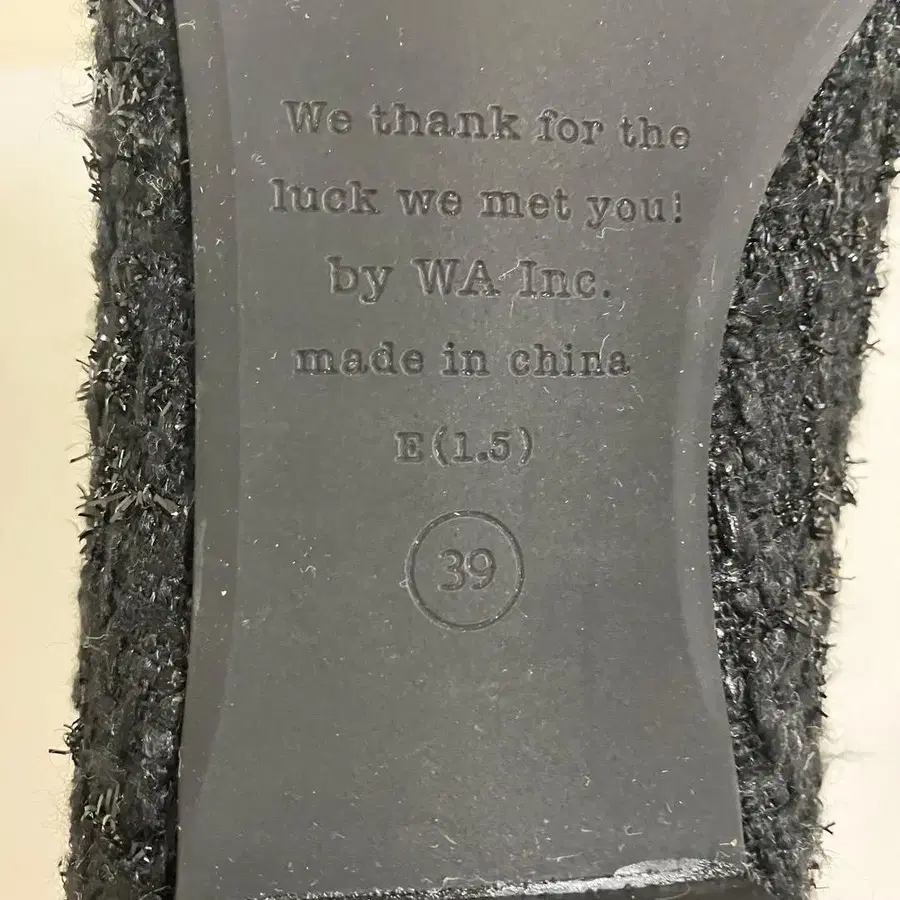 We thank for the
luck we met you!
by WA Inc.
made in china
E(1.5)
39